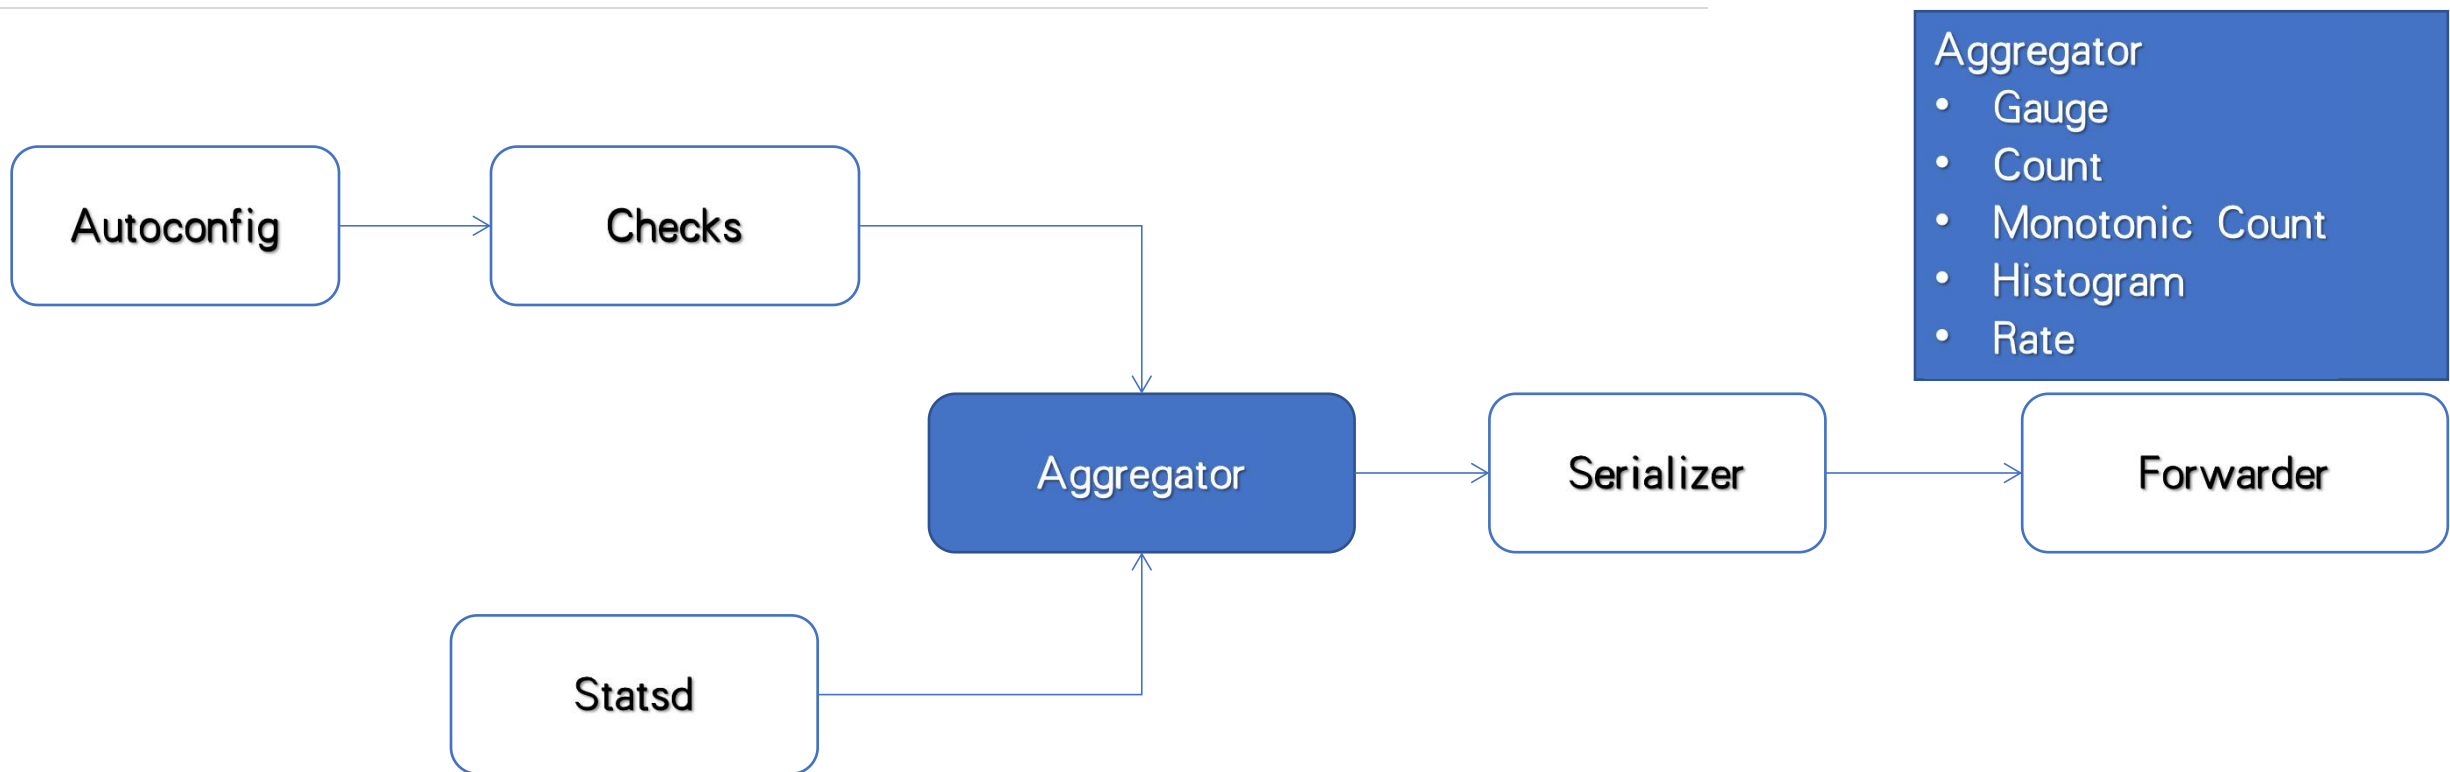 Aggregator
• Gauge
• Count
• Monotonic Count
• Histogram
• Rate
Autoconfig
Checks
Aggregator
Serializer
Forwarder
Statsd